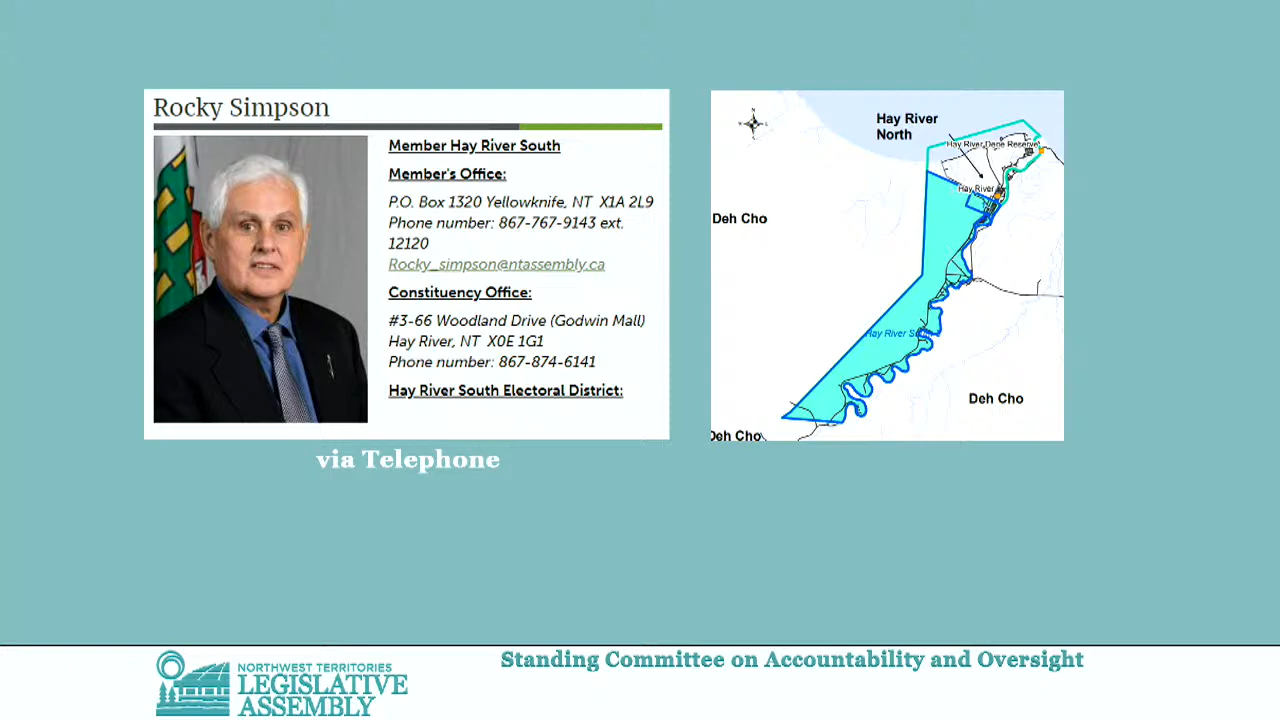 Rocky Simpson
Member Hay River South
Member's Office:
P.O. Box 1320 Yellowknife, NT X1A 2L9
Phone number: 867-767-9143 ext.
12120
Rocky_simpson@ntassembly.ca
Constituency Office:
#3-66 Woodland Drive (Godwin Mall)
Hay River, NT X0E 1G1
Phone number: 867-874-6141
Hay River South Electoral District:
via Telephone
N
Hay River
North
Hay River Dene Reserve
Hay River
Deh Cho
Hay River
Deh Cho
Deh Cho
NORTHWEST TERRITORIES
LEGISLATIVE
ASSEMBLY
Standing Committee on Accountability and Oversight